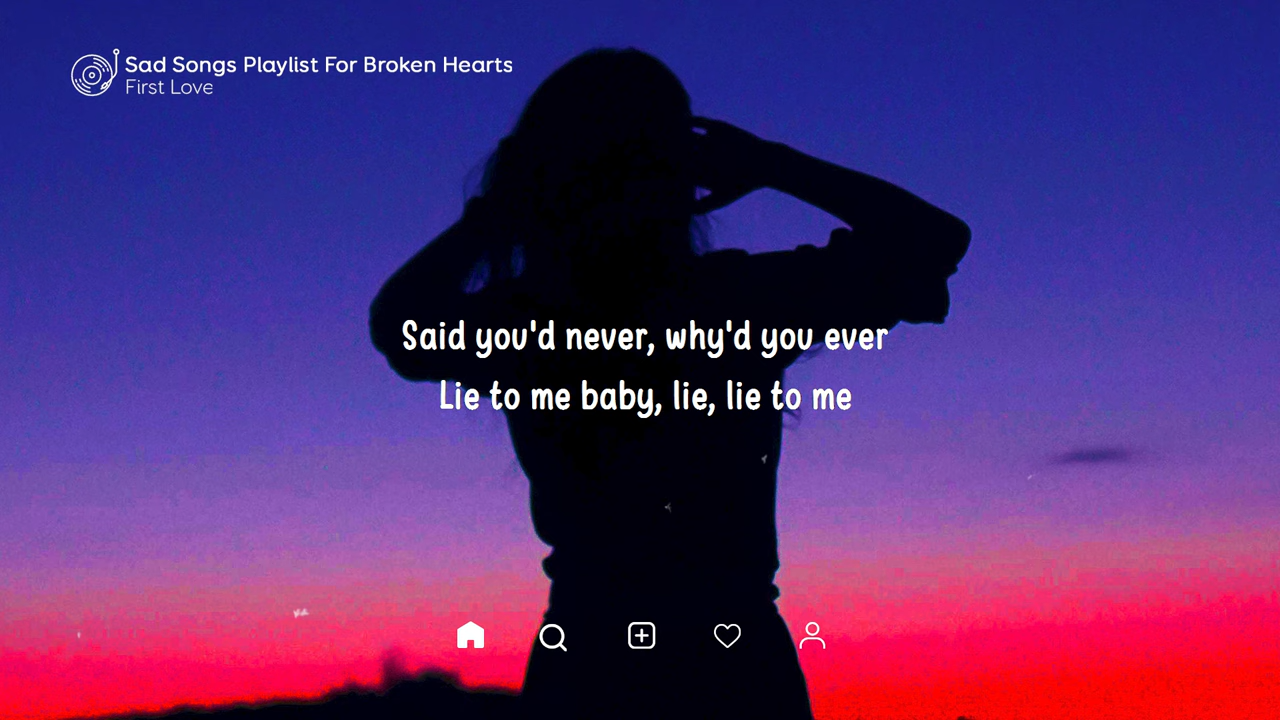 Sad Songs Playlist For Broken Hearts
First Love
Said you'd never, why'd you ever
Lie to me baby, lie, lie to me